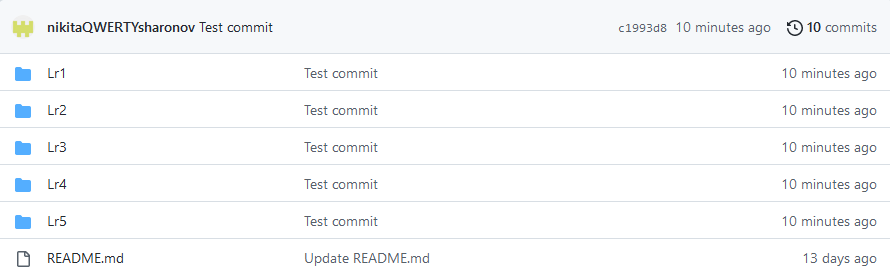 nikitaQWERTYsharonov Test commit c1993d8 10 minutes ago 10 commits
Lr1 Test commit 10 minutes ago
Lr2 Test commit 10 minutes ago
Lr3 Test commit 10 minutes ago
Lr4 Test commit 10 minutes ago
Lr5 Test commit 10 minutes ago
README.md Update README.md 13 days ago